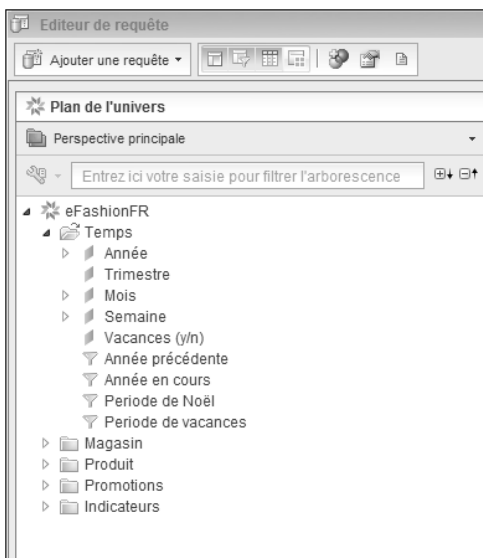 Editeur de requête
Ajouter une requête
Plan de l'univers
Perspective principale
Entrez ici votre saisie pour filtrer l'arborescence
eFashionFR
Temps
Année
Trimestre
Mois
Semaine
Vacances (y/n)
Année précédente
Année en cours
Periode de Noël
Periode de vacances
Magasin
Produit
Promotions
Indicateurs